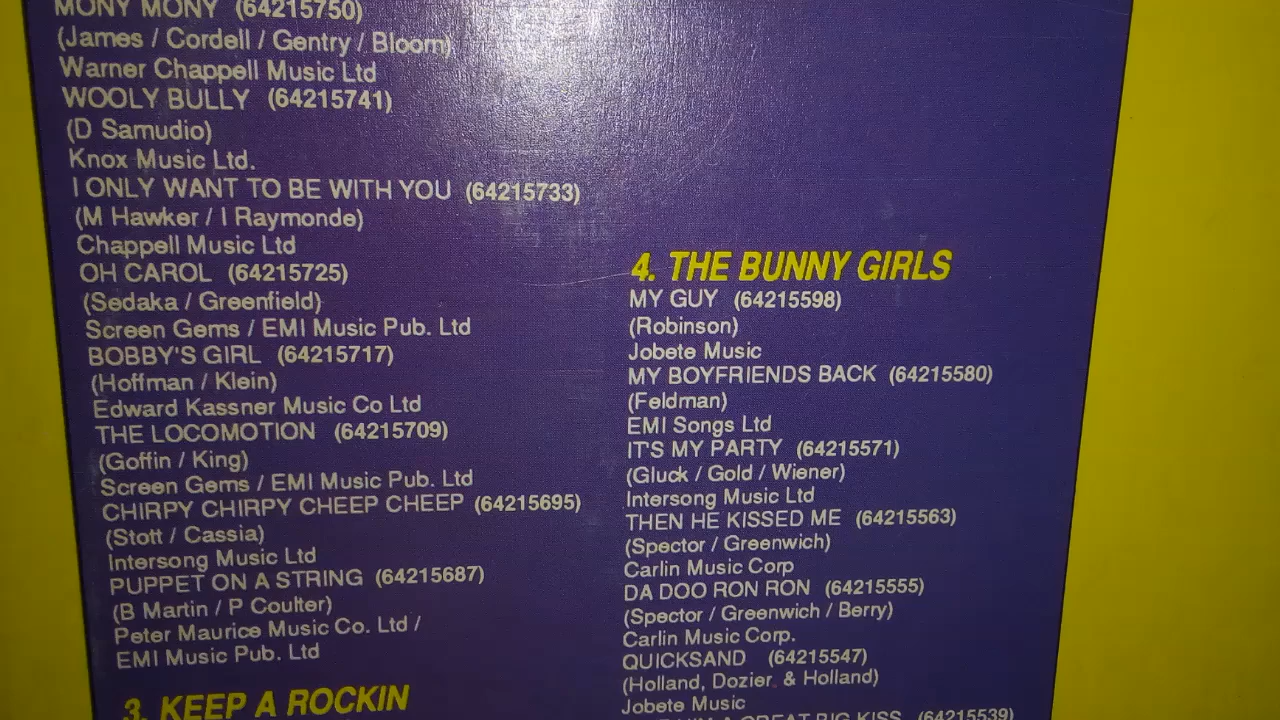 MONY MONY (64215750)
(James / Cordell / Gentry / Bloom)
Warner Chappell Music Ltd
WOOLY BULLY (64215741)
(D Samudio)
Knox Music Ltd.
I ONLY WANT TO BE WITH YOU (64215733)
(M Hawker / I Raymonde)
Chappell Music Ltd
OH CAROL (64215725)
(Sedaka / Greenfield)
Screen Gems / EMI Music Pub. Ltd
BOBBY'S GIRL (64215717)
(Hoffman / Klein)
Edward Kassner Music Co Ltd
THE LOCOMOTION (64215709)
(Goffin / King)
Screen Gems / EMI Music Pub. Ltd
CHIRPY CHIRPY CHEEP CHEEP (64215695)
(Stott / Cassia)
Intersong Music Ltd
PUPPET ON A STRING (64215687)
(B Martin / P Coulter)
Peter Maurice Music Co. Ltd /
EMI Music Pub. Ltd
3. KEEP A ROCKIN
4. THE BUNNY GIRLS
MY GUY (64215598)
(Robinson)
Jobete Music
MY BOYFRIENDS BACK (64215580)
(Feldman)
EMI Songs Ltd
IT'S MY PARTY (64215571)
(Gluck / Gold / Wiener)
Intersong Music Ltd
THEN HE KISSED ME (64215563)
(Spector / Greenwich)
Carlin Music Corp
DA DOO RON RON (64215555)
(Spector / Greenwich / Berry)
Carlin Music Corp.
QUICKSAND (64215547)
(Holland, Dozier & Holland)
Jobete Music
A GREAT BIG KISS (64215539)